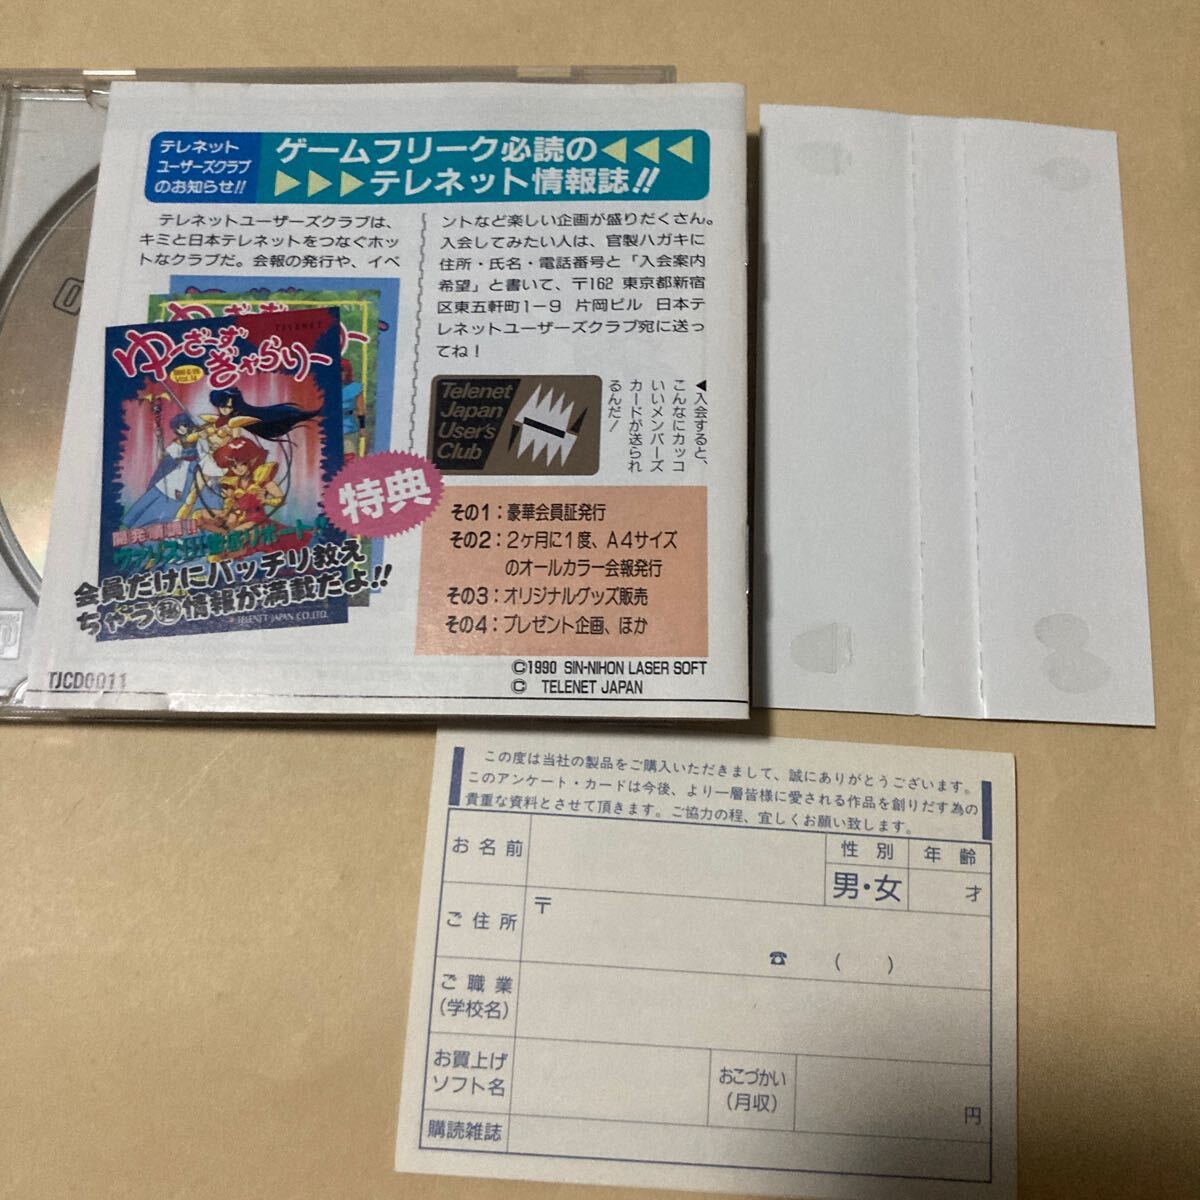 テレネット
ユーザーズクラブ
のお知らせ!!
ゲームフリーク必読の◀◀◀
▶▶▶テレネット情報誌!!
テレネットユーザーズクラブは、
キミと日本テレネットをつなぐホッ
トなクラブだ。会報の発行や、イベ
ントなど楽しい企画が盛りだくさん。
入会してみたい人は、官製ハガキに
住所・氏名・電話番号と「入会案内
希望」と書いて、〒162 東京都新宿
区東五軒町1−9 片岡ビル 日本テ
レネットユーザーズクラブ宛に送っ
てね！
TELENET
ゆーざーず
ぎゃらりー
Vol.14
開発順調!!
会員だけにバッチリ教え
ちゃう㊙情報が満載だよ!!
TELENET JAPAN CO.,LTD.
特典
Telenet
Japan
User's
Club
◀入会すると、
こんなにカッコ
いいメンバーズ
カードが送られ
るんだ！
その1：豪華会員証発行
その2：2ヶ月に1度、A4サイズ
のオールカラー会報発行
その3：オリジナルグッズ販売
その4：プレゼント企画、ほか
©1990 SIN-NIHON LASER SOFT
© TELENET JAPAN
TJCD0011
この度は当社の製品をご購入いただきまして、誠にありがとうございます。
このアンケート・カードは今後、より一層皆様に愛される作品を創りだす為の
貴重な資料とさせて頂きます。ご協力の程、宜しくお願い致します。
お名前
性別
年齢
男・女
才
ご住所
〒
☎ ( )
ご職業
(学校名)
お買上げ
ソフト名
おこづかい
(月収)
円
購読雑誌